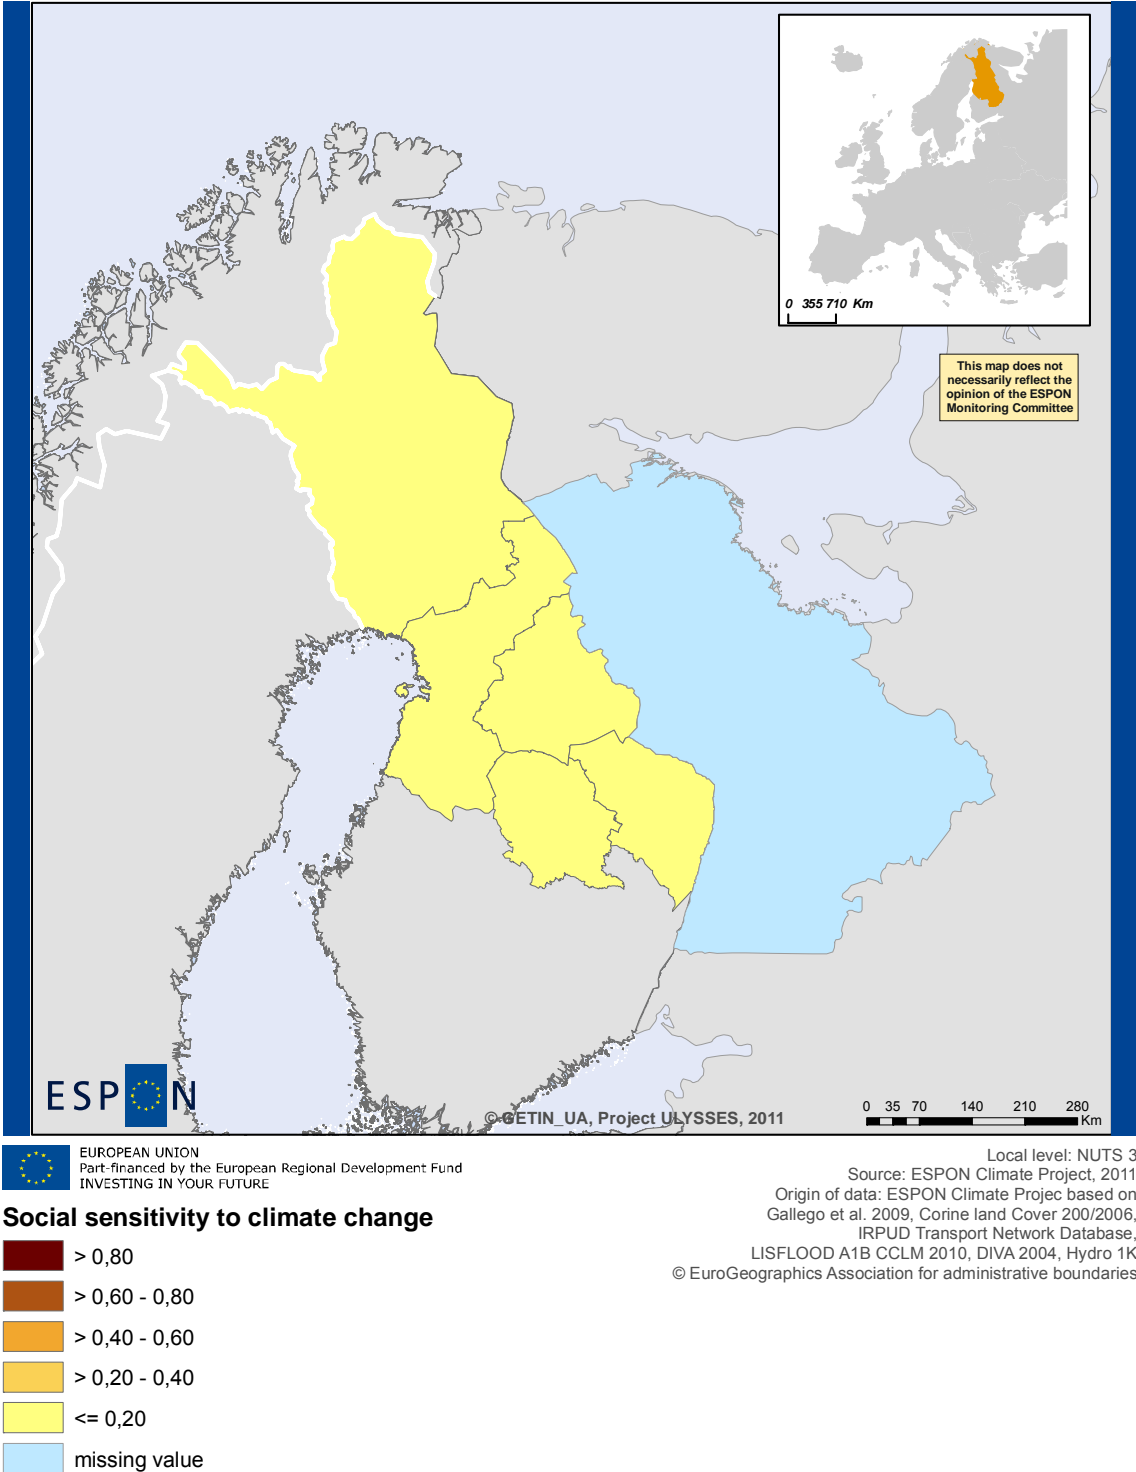 0 355 710 Km
This map does not
necessarily reflect the
opinion of the ESPON
Monitoring Committee
ESPON
© GETIN_UA, Project ULYSSES, 2011
0 35 70 140 210 280
Km
EUROPEAN UNION
Part-financed by the European Regional Development Fund
INVESTING IN YOUR FUTURE
Local level: NUTS 3
Source: ESPON Climate Project, 2011
Origin of data: ESPON Climate Projec based on
Gallego et al. 2009, Corine land Cover 200/2006,
IRPUD Transport Network Database,
LISFLOOD A1B CCLM 2010, DIVA 2004, Hydro 1K
© EuroGeographics Association for administrative boundaries
Social sensitivity to climate change
> 0,80
> 0,60 - 0,80
> 0,40 - 0,60
> 0,20 - 0,40
<= 0,20
missing value